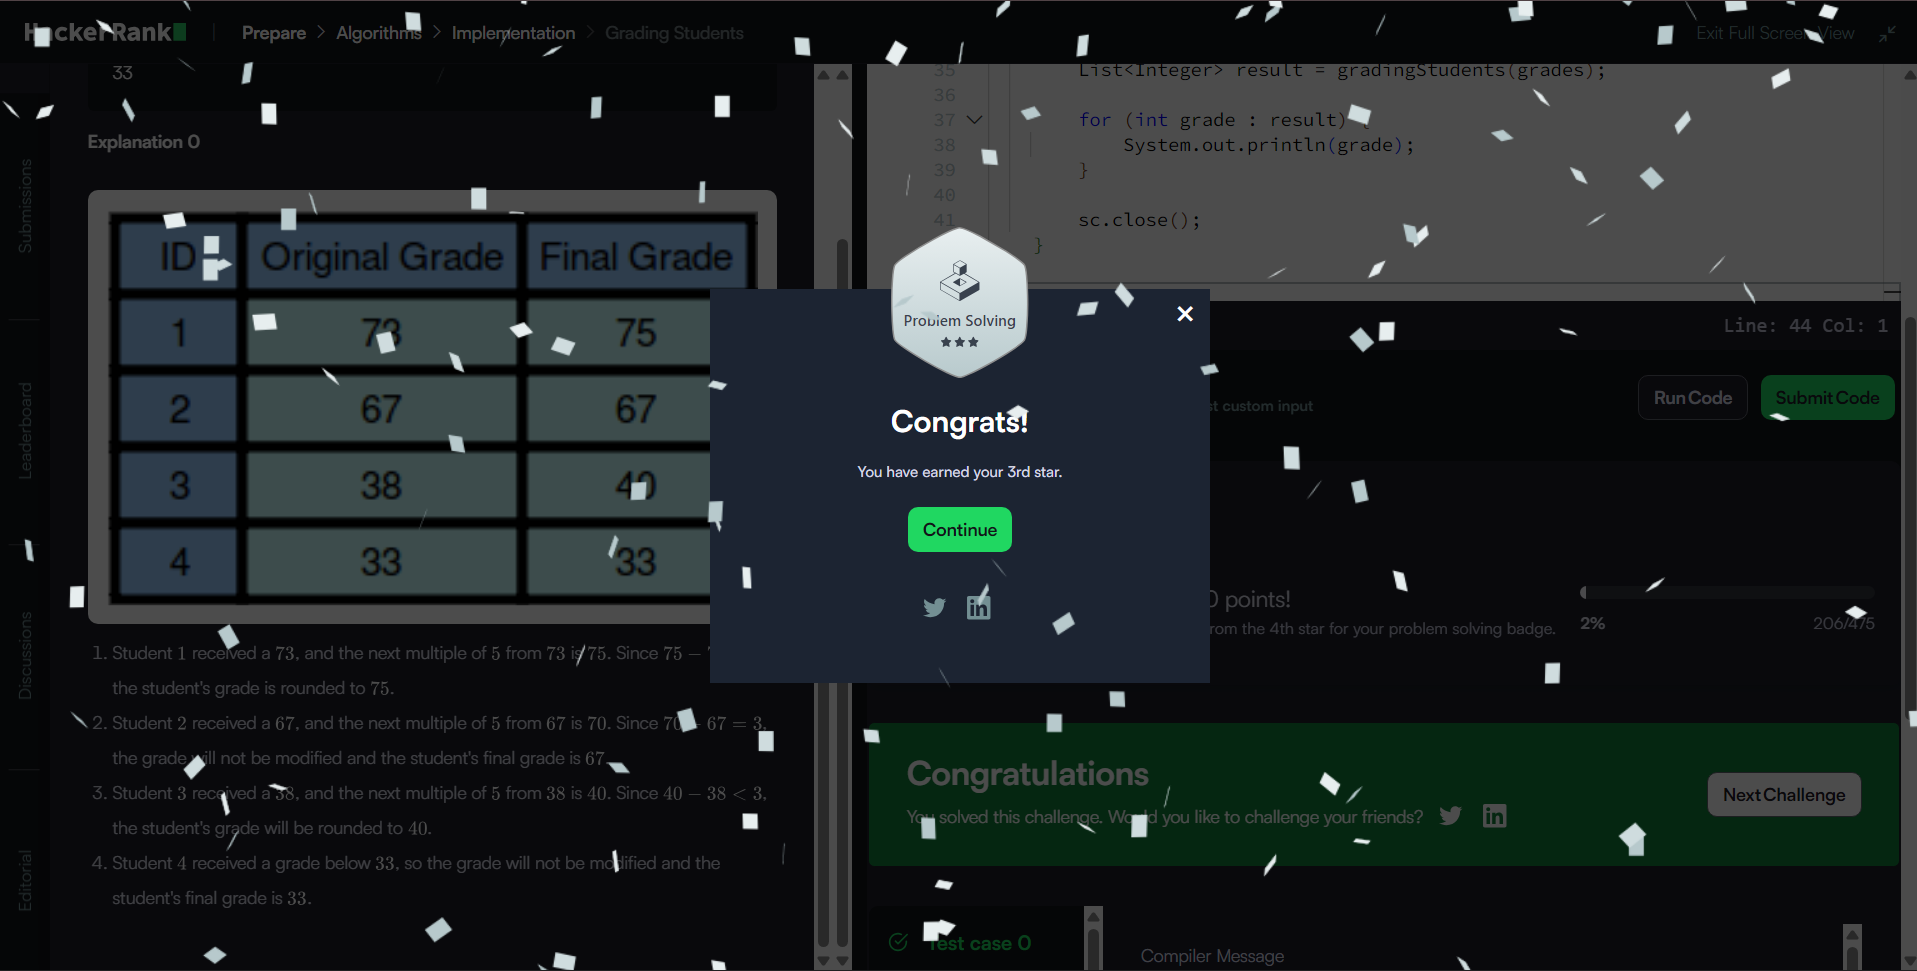 HackerRank
Prepare > Algorithms > Implementation > Grading Students
Exit Full Screen View
33
Explanation 0
Submissions
Leaderboard
Discussions
Editorial
ID Original Grade Final Grade
1 73 75
2 67 67
3 38 40
4 33 33
1. Student 1 received a 73, and the next multiple of 5 from 73 is 75. Since 75 −
the student's grade is rounded to 75.
2. Student 2 received a 67, and the next multiple of 5 from 67 is 70. Since 70 − 67 = 3,
the grade will not be modified and the student's final grade is 67.
3. Student 3 received a 38, and the next multiple of 5 from 38 is 40. Since 40 − 38 < 3,
the student's grade will be rounded to 40.
4. Student 4 received a grade below 33, so the grade will not be modified and the
student's final grade is 33.
35 List<Integer> result = gradingStudents(grades);
36
37 for (int grade : result) {
38 System.out.println(grade);
39 }
40
41 sc.close();
}
Line: 44 Col: 1
custom input
Run Code
Submit Code
Problem Solving
Congrats!
You have earned your 3rd star.
Continue
points!
from the 4th star for your problem solving badge.
2% 206/475
Congratulations
You solved this challenge. Would you like to challenge your friends?
Next Challenge
Test case 0
Compiler Message